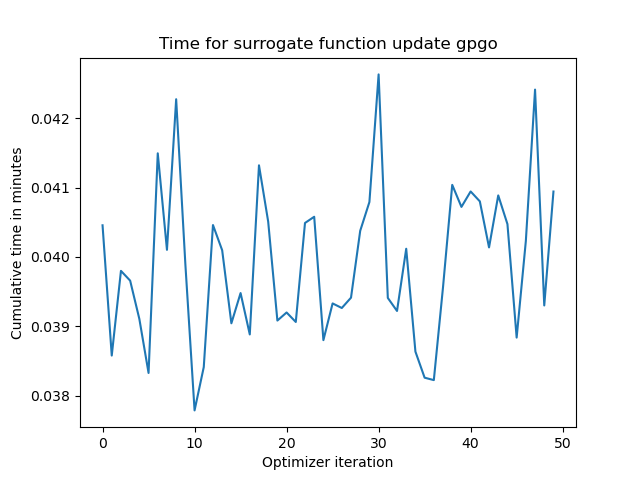 Time for surrogate function update gpgo
Cumulative time in minutes
0.042
0.041
0.040
0.039
0.038
0 10 20 30 40 50
Optimizer iteration